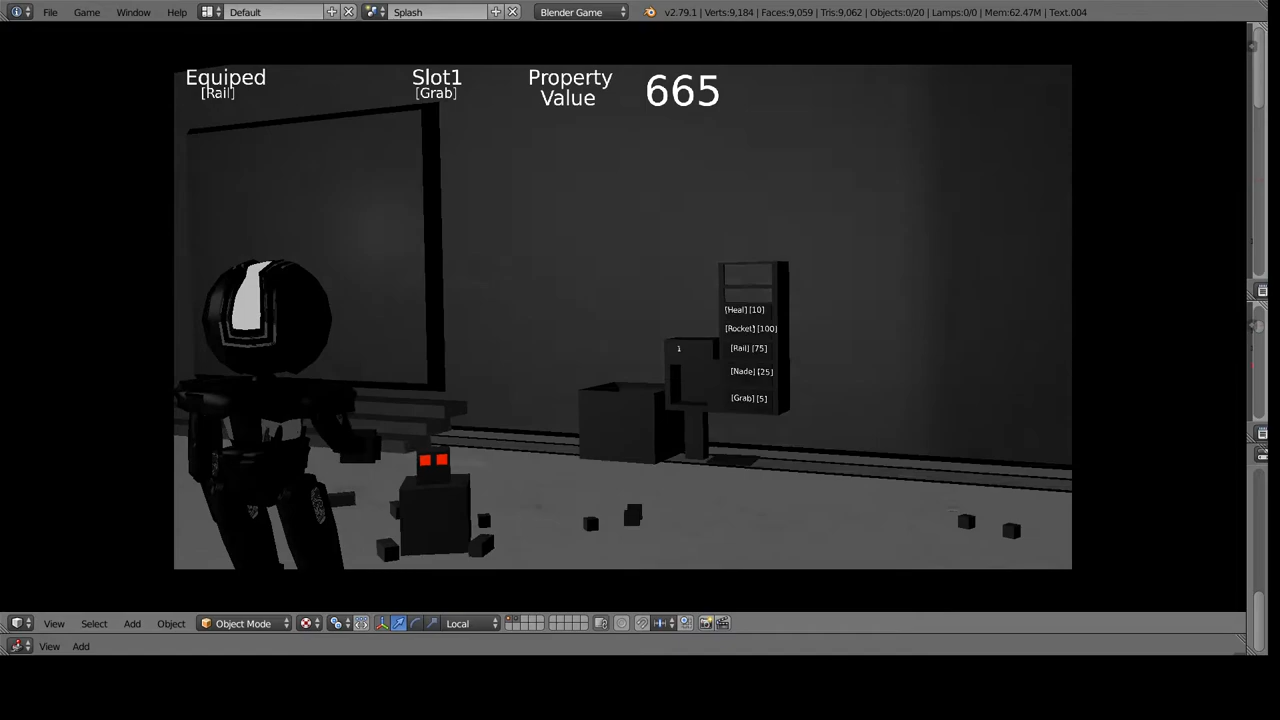 File Game Window Help Default Splash Blender Game v2.79.1 | Verts:9,184 | Faces:9,059 | Tris:9,062 | Objects:0/20 | Lamps:0/0 | Mem:62.47M | Text.004
Equiped Slot1 Property 665
[Rail] [Grab] Value
[Heal] [10]
[Rocket] [100]
1 [Rail] [75]
[Nade] [25]
[Grab] [5]
View Select Add Object Object Mode Local
View Add